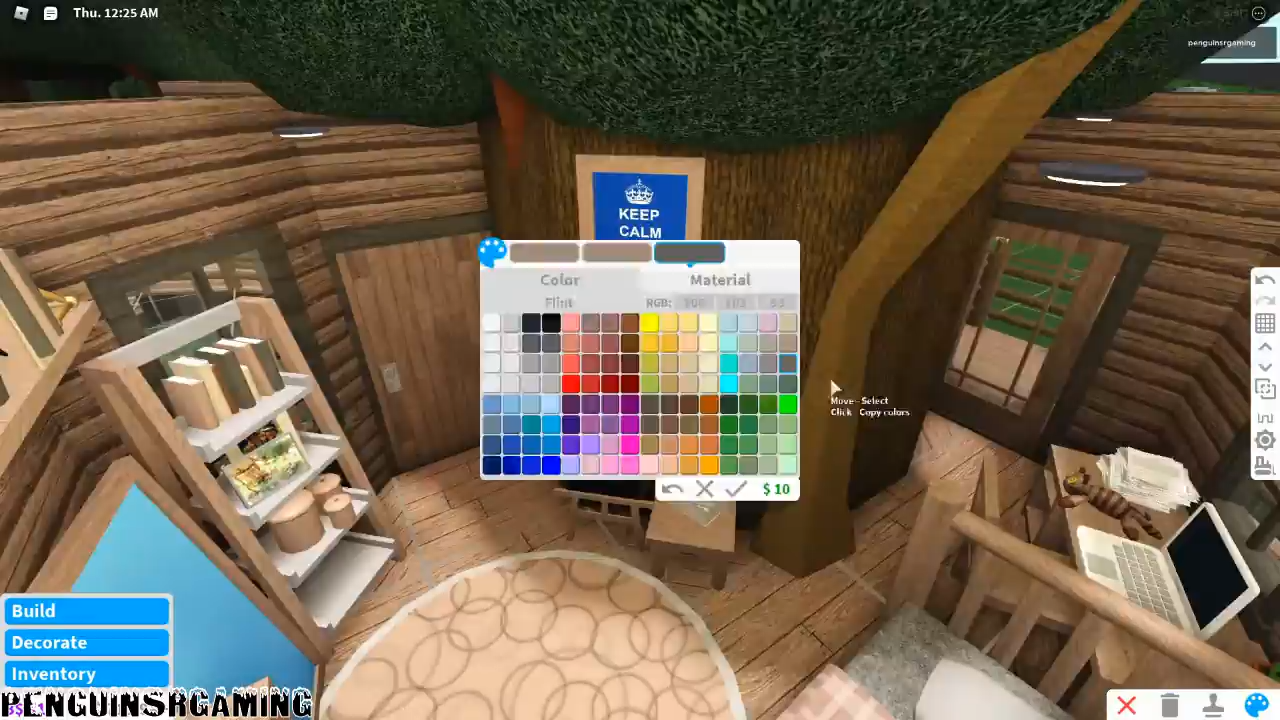 Thu. 12:25 AM
penguinsrgaming
KEEP
CALM
Color
Material
Flint
RGB:
Move - Select
Click Copy colors
$ 10
Build
Decorate
Inventory
PENGUINSRGAMING